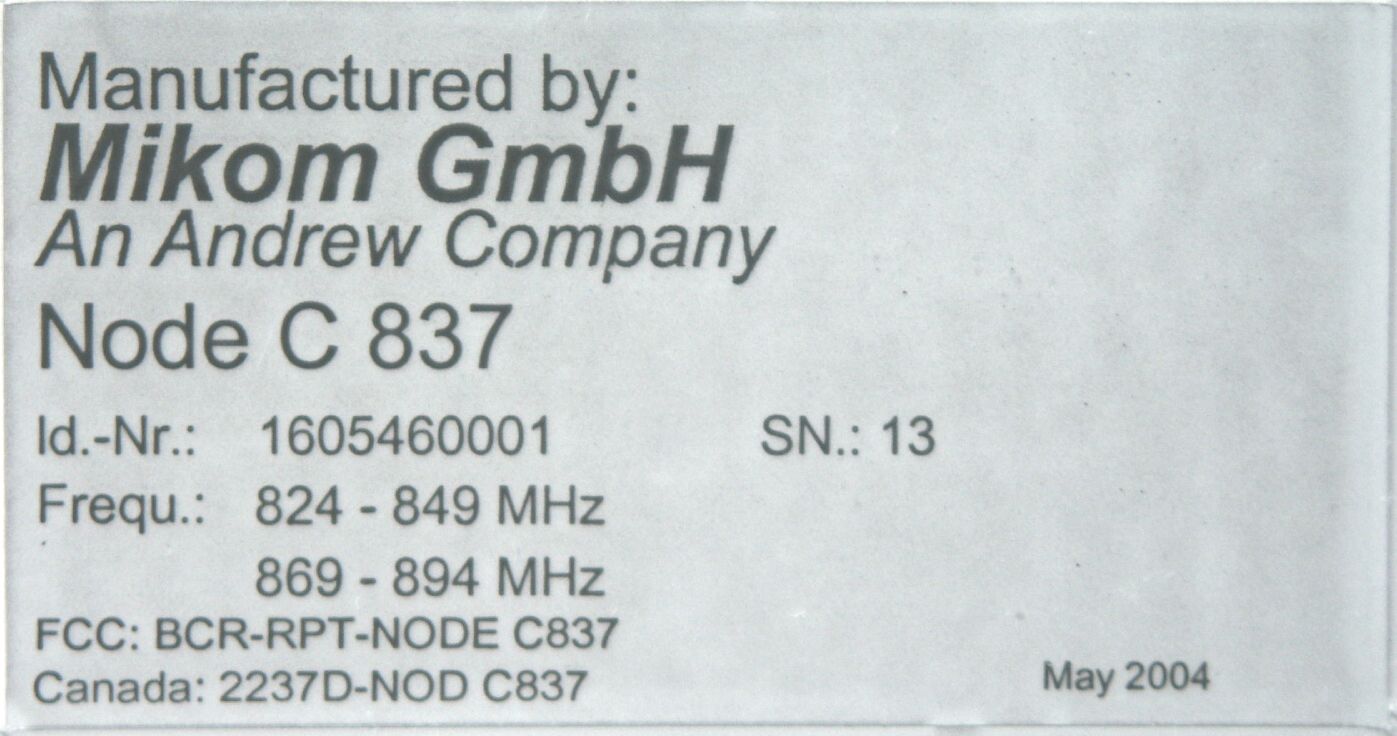 Manufactured by:
Mikom GmbH
An Andrew Company
Node C 837
Id.-Nr.: 1605460001 SN.: 13
Frequ.: 824 - 849 MHz
869 - 894 MHz
FCC: BCR-RPT-NODE C837
Canada: 2237D-NOD C837
May 2004